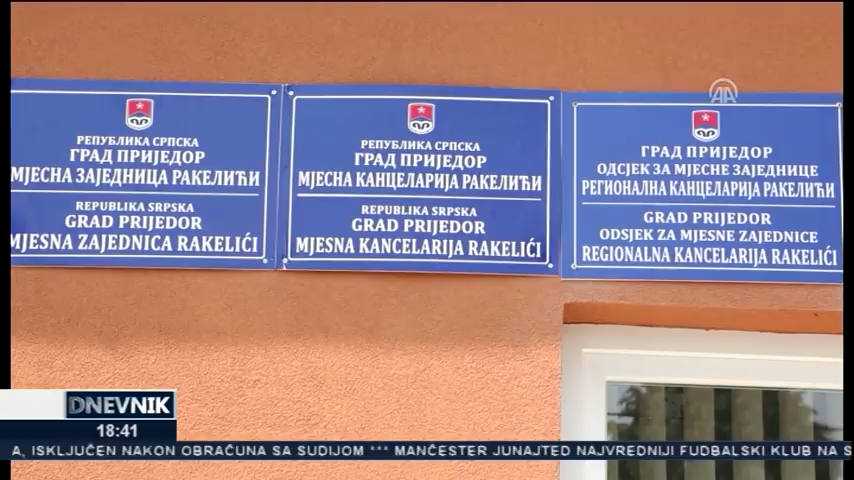 РЕПУБЛИКА СРПСКА
ГРАД ПРИЈЕДОР
МЈЕСНА ЗАЈЕДНИЦА РАКЕЛИЋИ
REPUBLIKA SRPSKA
GRAD PRIJEDOR
MJESNA ZAJEDNICA RAKELIĆI
РЕПУБЛИКА СРПСКА
ГРАД ПРИЈЕДОР
МЈЕСНА КАНЦЕЛАРИЈА РАКЕЛИЋИ
REPUBLIKA SRPSKA
GRAD PRIJEDOR
MJESNA KANCELARIJA RAKELIĆI
AA
ГРАД ПРИЈЕДОР
ОДСЈЕК ЗА МЈЕСНЕ ЗАЈЕДНИЦЕ
РЕГИОНАЛНА КАНЦЕЛАРИЈА РАКЕЛИЋИ
GRAD PRIJEDOR
ODSJEK ZA MJESNE ZAJEDNICE
REGIONALNA KANCELARIJA RAKELIĆI
DNEVNIK
18:41
A, ISKLJUČEN NAKON OBRAČUNA SA SUDIJOM *** MANČESTER JUNAJTED NAJVREDNIJI FUDBALSKI KLUB NA S